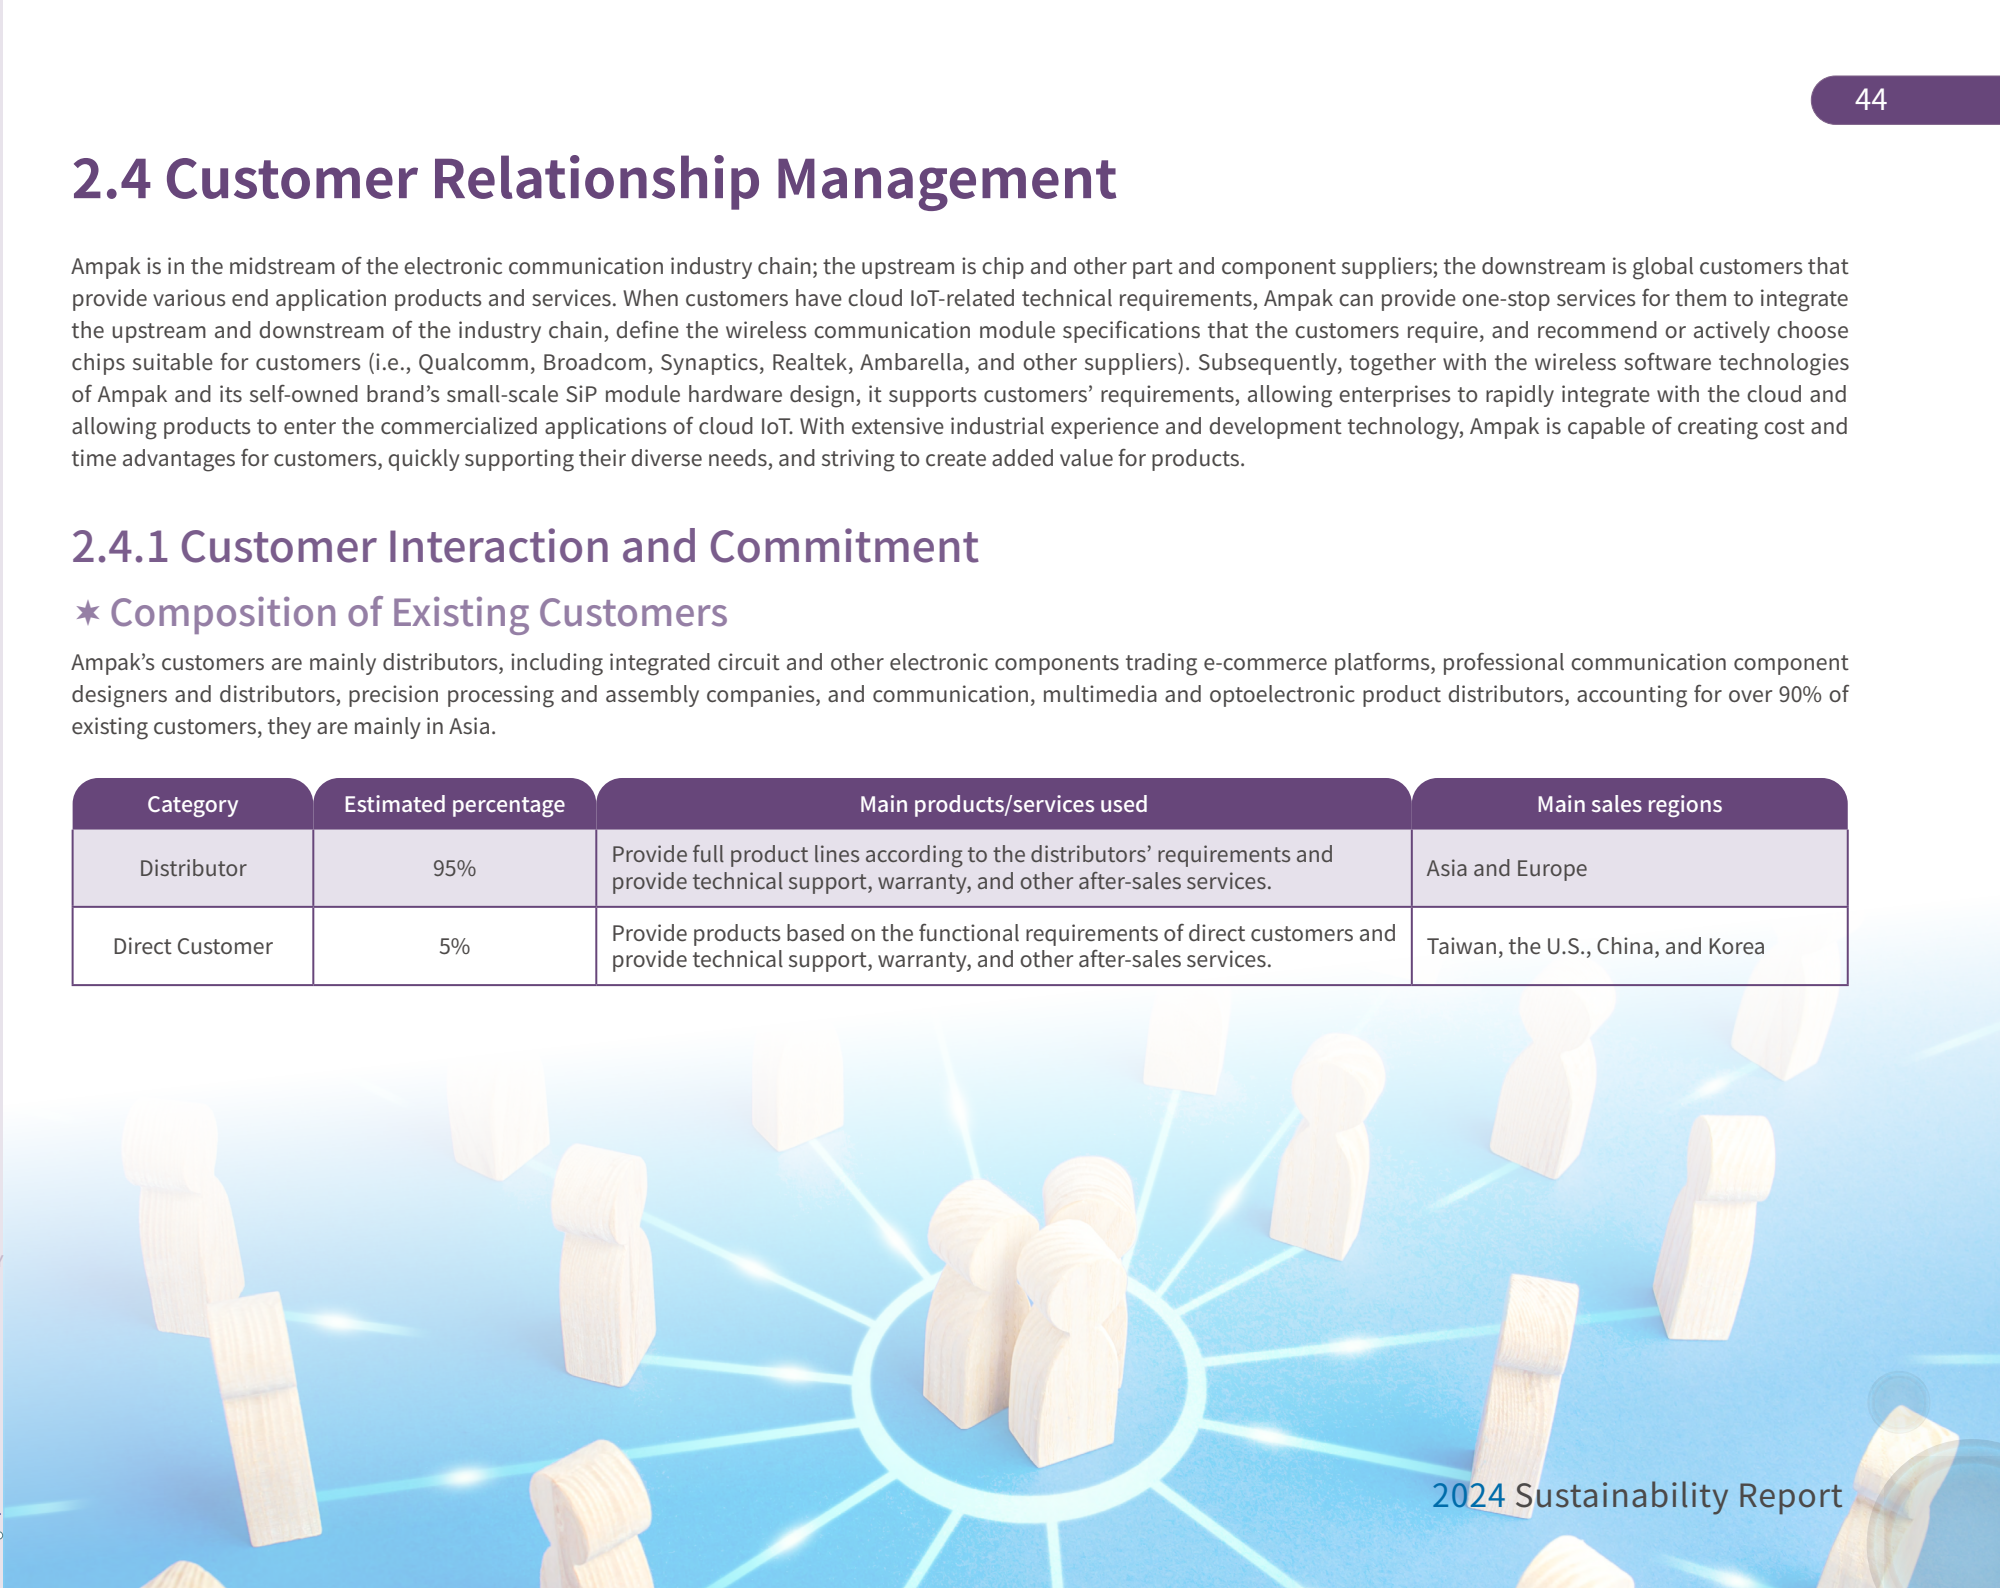 44
2.4 Customer Relationship Management
Ampak is in the midstream of the electronic communication industry chain; the upstream is chip and other part and component suppliers; the downstream is global customers that
provide various end application products and services. When customers have cloud IoT-related technical requirements, Ampak can provide one-stop services for them to integrate
the upstream and downstream of the industry chain, define the wireless communication module specifications that the customers require, and recommend or actively choose
chips suitable for customers (i.e., Qualcomm, Broadcom, Synaptics, Realtek, Ambarella, and other suppliers). Subsequently, together with the wireless software technologies
of Ampak and its self-owned brand’s small-scale SiP module hardware design, it supports customers’ requirements, allowing enterprises to rapidly integrate with the cloud and
allowing products to enter the commercialized applications of cloud IoT. With extensive industrial experience and development technology, Ampak is capable of creating cost and
time advantages for customers, quickly supporting their diverse needs, and striving to create added value for products.
2.4.1 Customer Interaction and Commitment
✶ Composition of Existing Customers
Ampak’s customers are mainly distributors, including integrated circuit and other electronic components trading e-commerce platforms, professional communication component
designers and distributors, precision processing and assembly companies, and communication, multimedia and optoelectronic product distributors, accounting for over 90% of
existing customers, they are mainly in Asia.
Category Estimated percentage Main products/services used Main sales regions
Distributor 95% Provide full product lines according to the distributors’ requirements and
provide technical support, warranty, and other after-sales services. Asia and Europe
Direct Customer 5% Provide products based on the functional requirements of direct customers and
provide technical support, warranty, and other after-sales services. Taiwan, the U.S., China, and Korea
2024 Sustainability Report